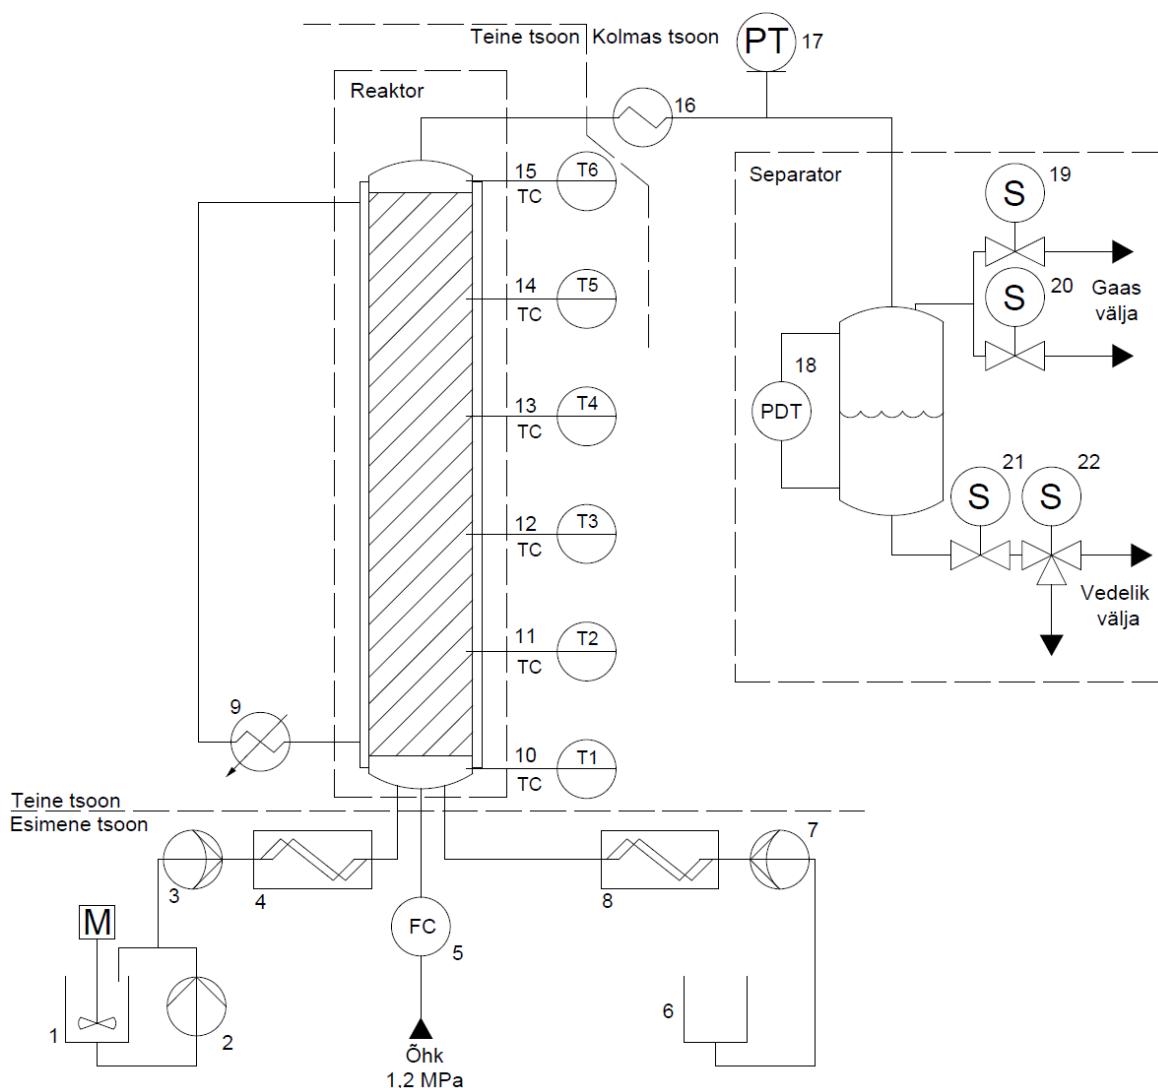 Teine tsoon
Kolmas tsoon
PT
17
Reaktor
16
15
TC
T6
Separator
19
S
14
TC
T5
20
S
Gaas
välja
13
TC
T4
18
PDT
12
TC
T3
21
S
22
S
Vedelik
välja
11
TC
T2
9
10
TC
T1
Teine tsoon
Esimene tsoon
3
4
8
7
M
FC
5
1
2
6
Õhk
1,2 MPa